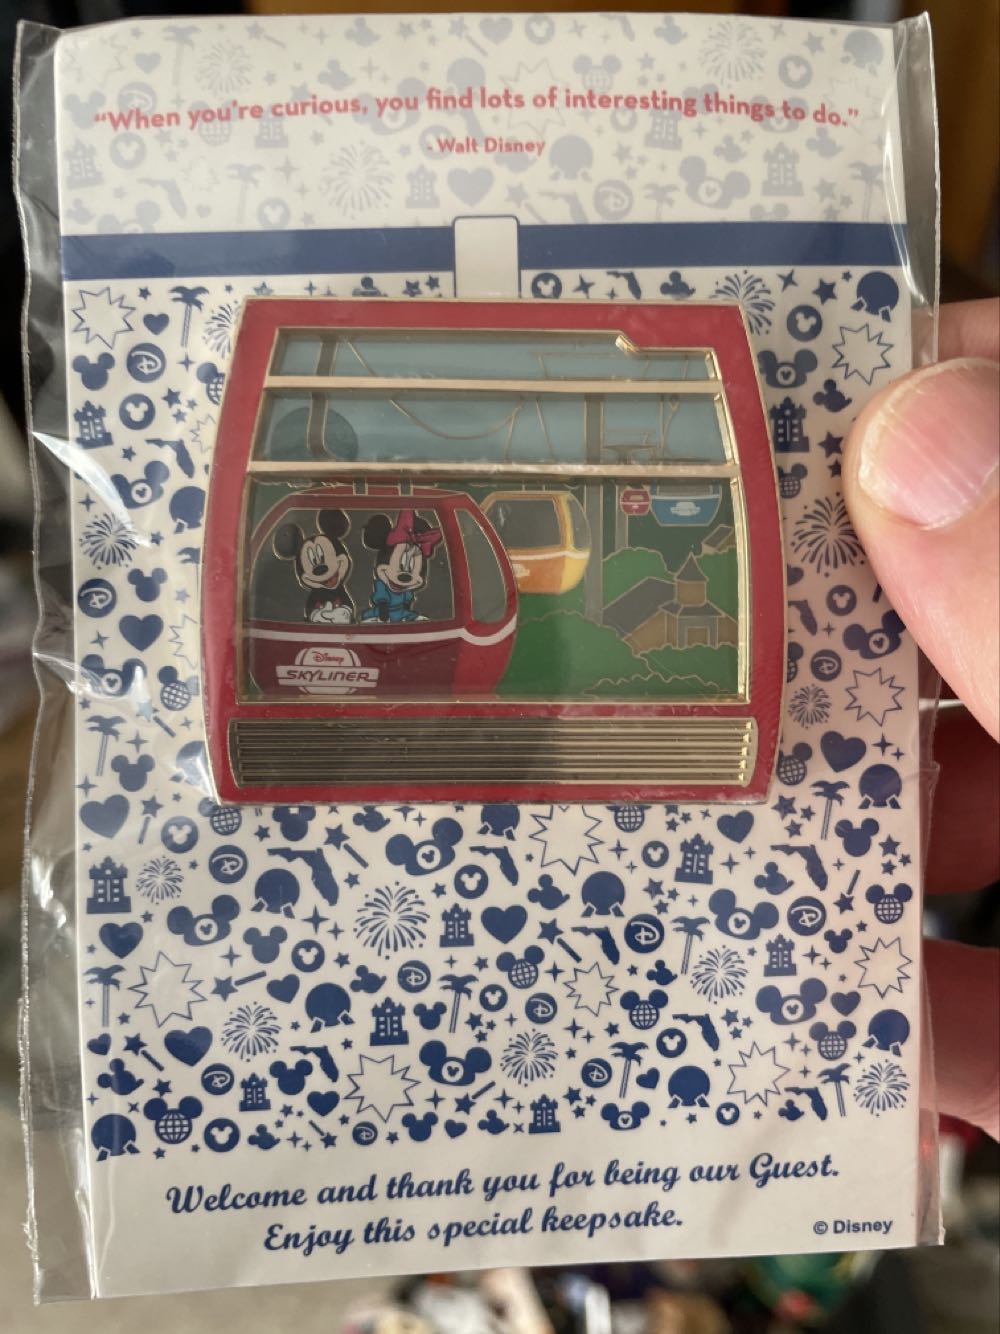 “When you're curious, you find lots of interesting things to do.”
- Walt Disney
Disney
SKYLINER
Welcome and thank you for being our Guest.
Enjoy this special keepsake.
© Disney